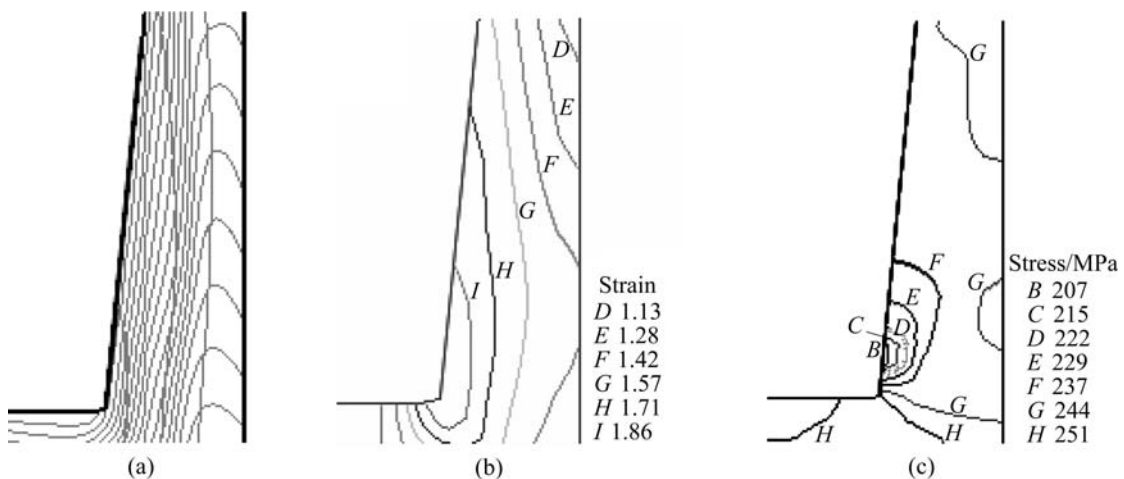 D
E
F
G
H
I
Strain
D 1.13
E 1.28
F 1.42
G 1.57
H 1.71
I 1.86
G
F
E
D
C
B
G
G
H
H
Stress/MPa
B 207
C 215
D 222
E 229
F 237
G 244
H 251
(a)
(b)
(c)